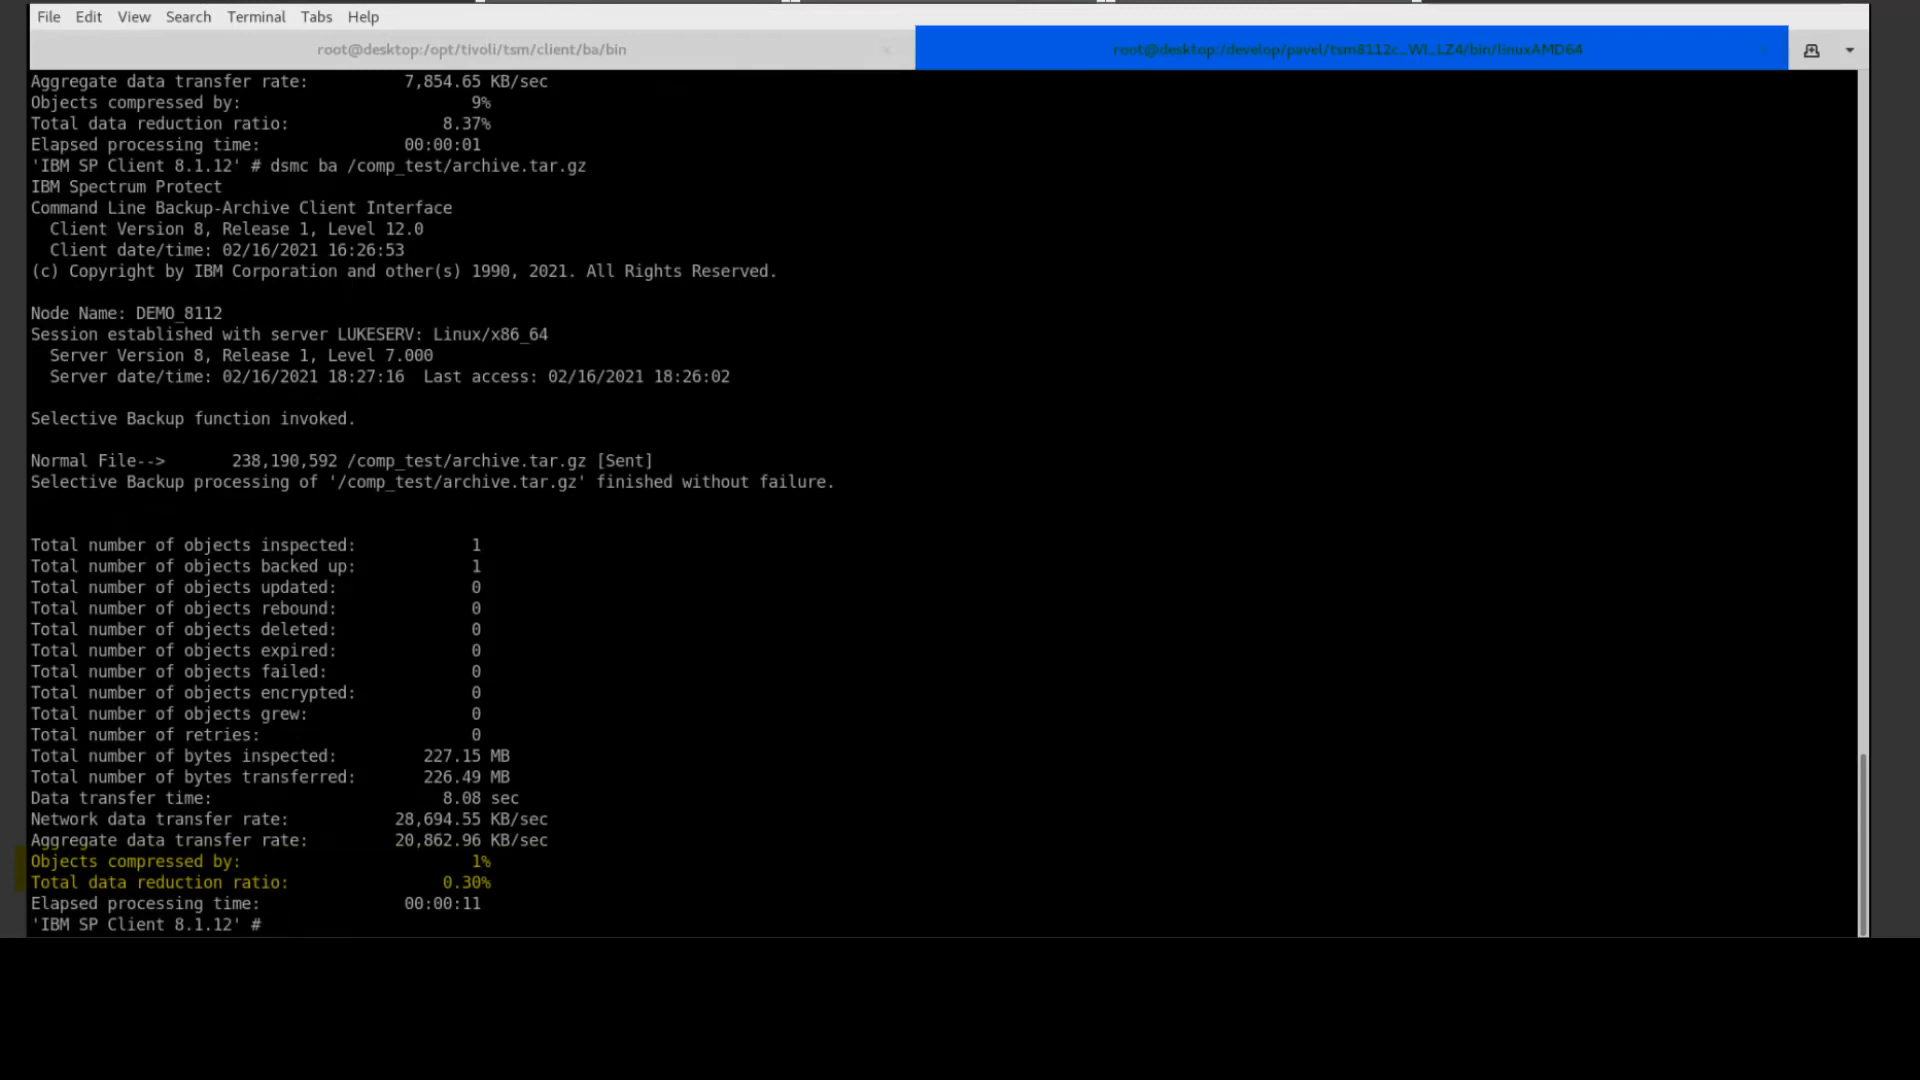 File Edit View Search Terminal Tabs Help
root@desktop:/opt/tivoli/tsm/client/ba/bin
root@desktop:/develop/pavel/tsm8112c_WI_LZ4/bin/linuxAMD64
Aggregate data transfer rate: 7,854.65 KB/sec
Objects compressed by: 9%
Total data reduction ratio: 8.37%
Elapsed processing time: 00:00:01
'IBM SP Client 8.1.12' # dsmc ba /comp_test/archive.tar.gz
IBM Spectrum Protect
Command Line Backup-Archive Client Interface
Client Version 8, Release 1, Level 12.0
Client date/time: 02/16/2021 16:26:53
(c) Copyright by IBM Corporation and other(s) 1990, 2021. All Rights Reserved.
Node Name: DEMO_8112
Session established with server LUKESERV: Linux/x86_64
Server Version 8, Release 1, Level 7.000
Server date/time: 02/16/2021 18:27:16 Last access: 02/16/2021 18:26:02
Selective Backup function invoked.
Normal File--> 238,190,592 /comp_test/archive.tar.gz [Sent]
Selective Backup processing of '/comp_test/archive.tar.gz' finished without failure.
Total number of objects inspected: 1
Total number of objects backed up: 1
Total number of objects updated: 0
Total number of objects rebound: 0
Total number of objects deleted: 0
Total number of objects expired: 0
Total number of objects failed: 0
Total number of objects encrypted: 0
Total number of objects grew: 0
Total number of retries: 0
Total number of bytes inspected: 227.15 MB
Total number of bytes transferred: 226.49 MB
Data transfer time: 8.08 sec
Network data transfer rate: 28,694.55 KB/sec
Aggregate data transfer rate: 20,862.96 KB/sec
Objects compressed by: 1%
Total data reduction ratio: 0.30%
Elapsed processing time: 00:00:11
'IBM SP Client 8.1.12' #